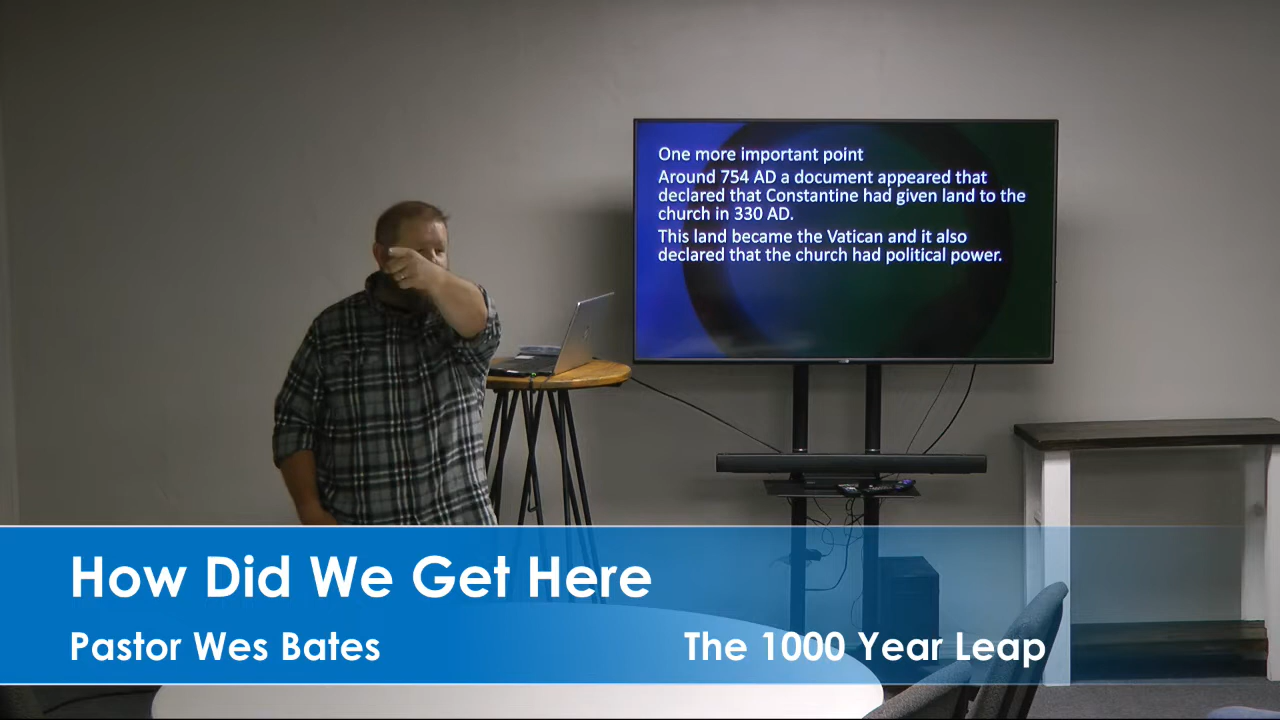 One more important point
Around 754 AD a document appeared that
declared that Constantine had given land to the
church in 330 AD.
This land became the Vatican and it also
declared that the church had political power.
How Did We Get Here
Pastor Wes Bates
The 1000 Year Leap